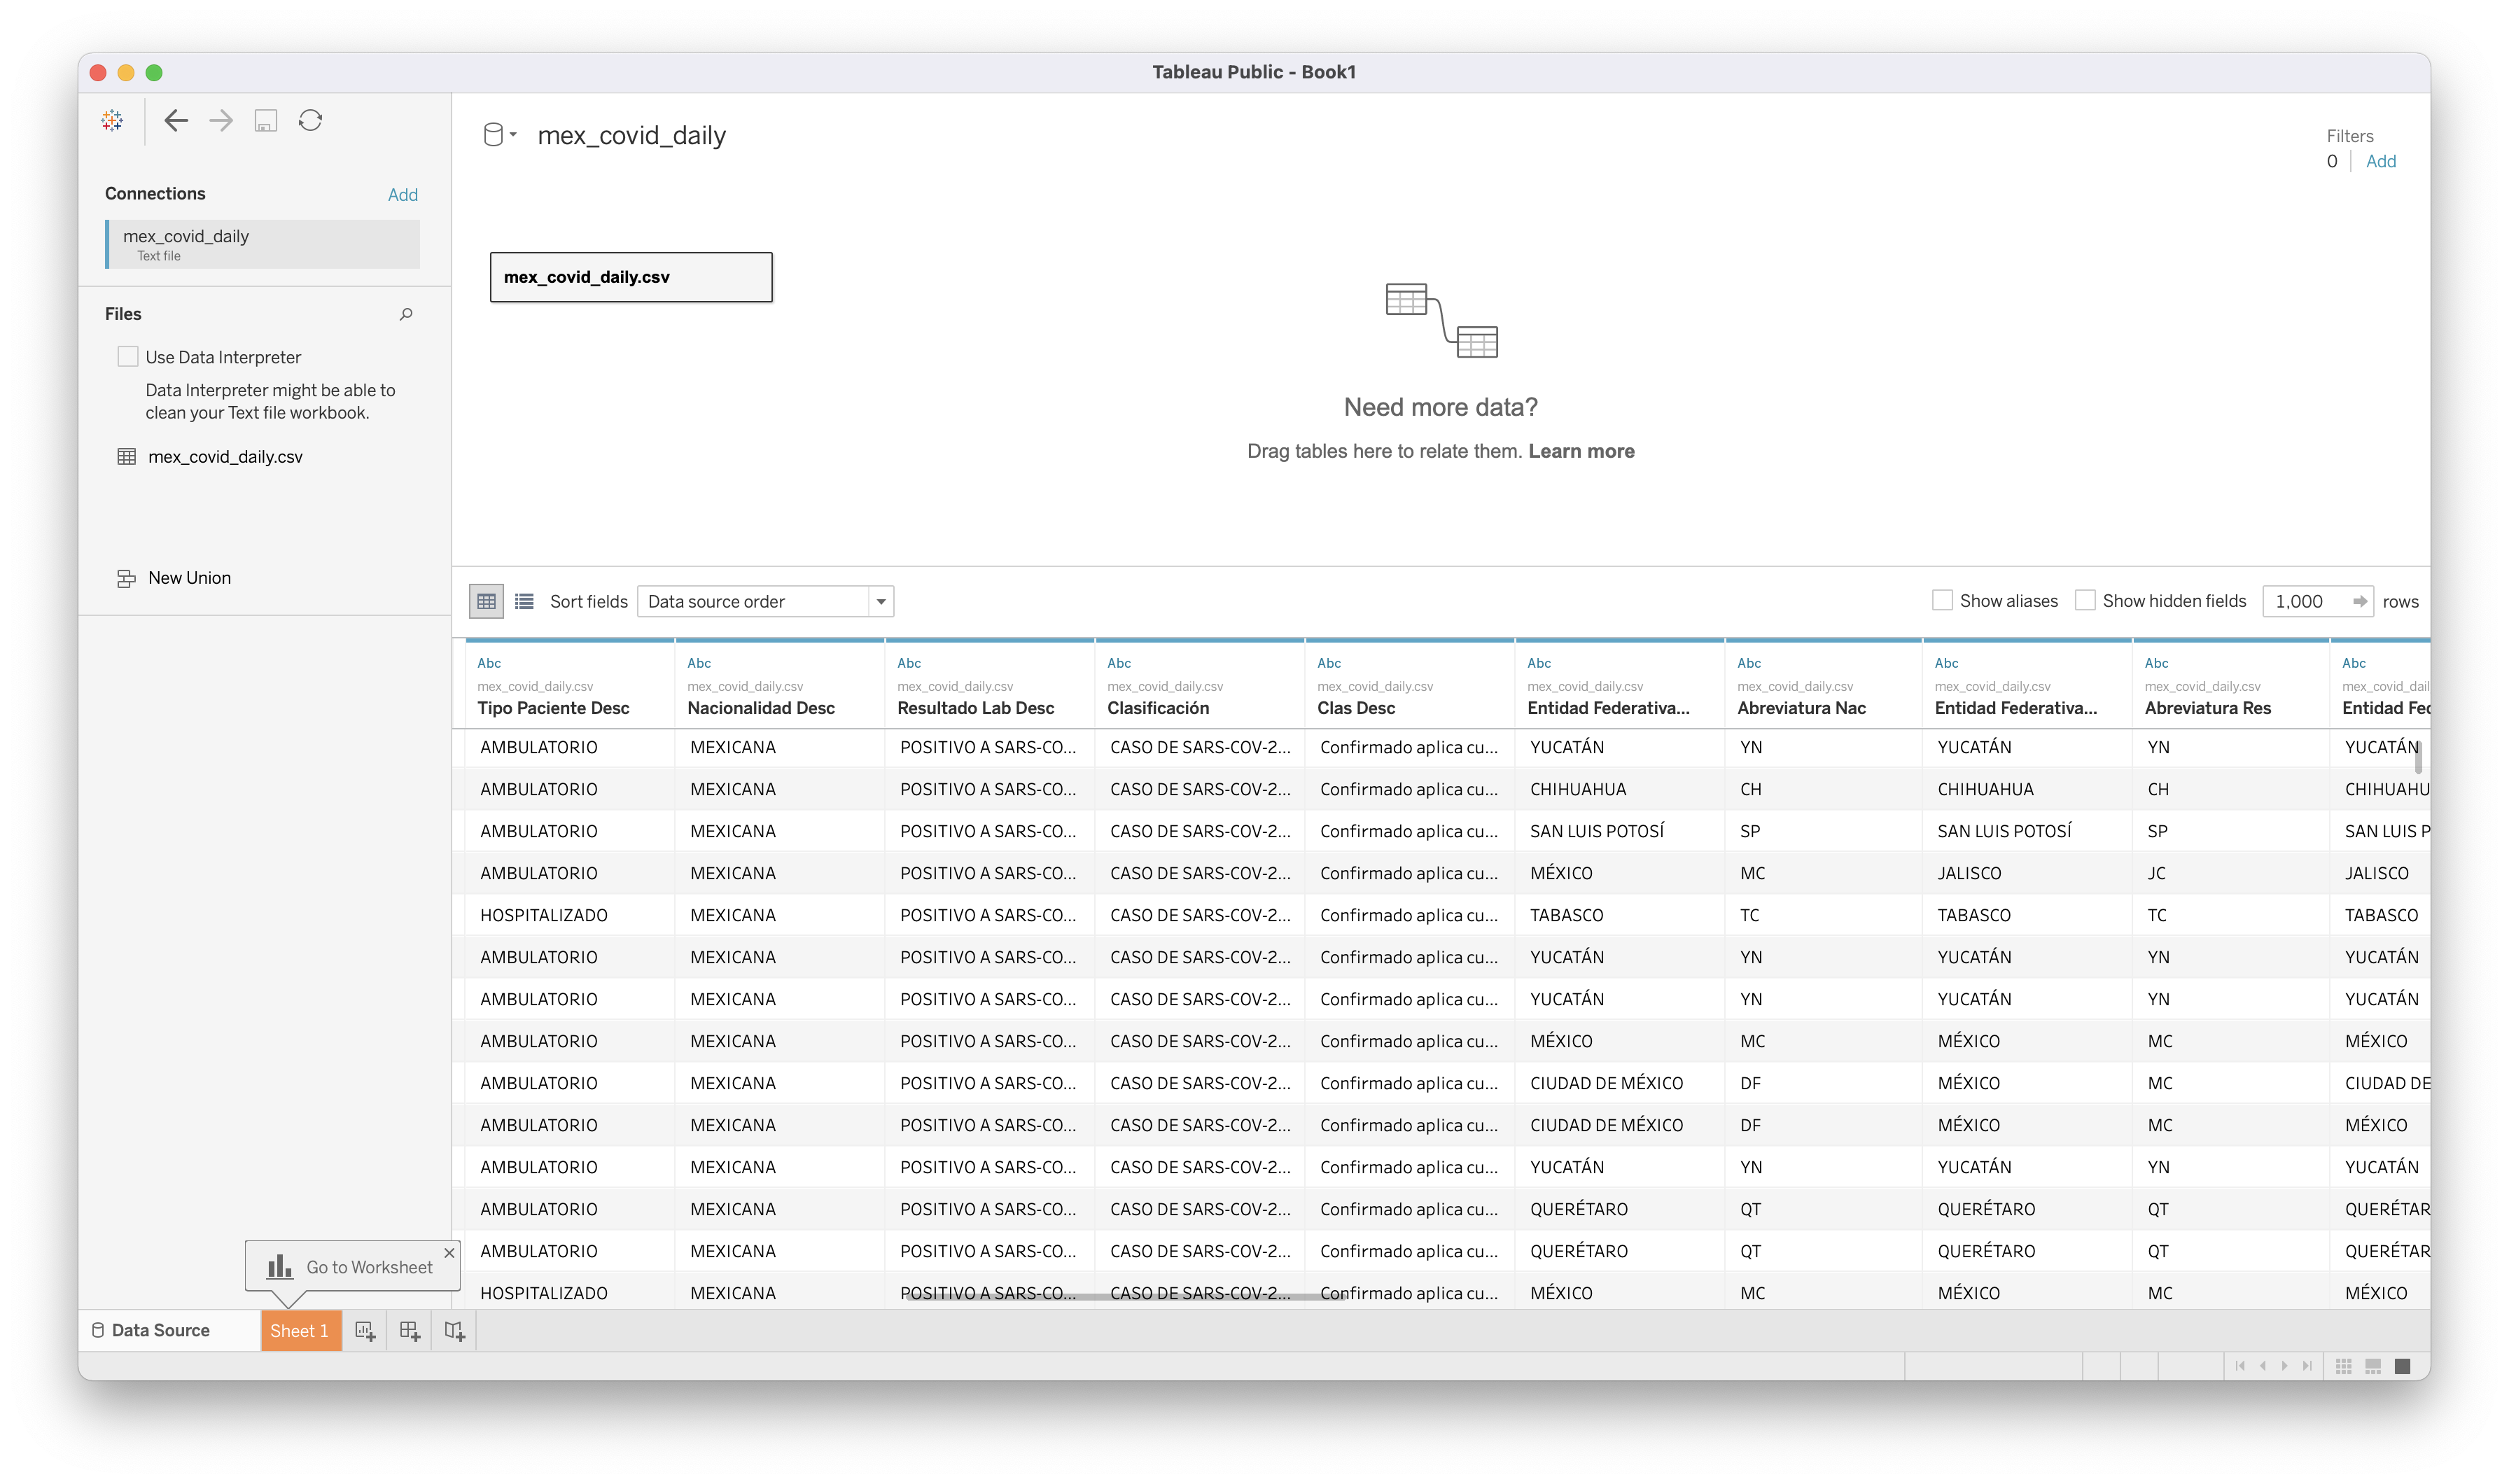 Tableau Public - Book1
mex_covid_daily
Filters
0 Add
Connections Add
mex_covid_daily
Text file
mex_covid_daily.csv
Files
Use Data Interpreter
Data Interpreter might be able to
clean your Text file workbook.
mex_covid_daily.csv
New Union
Need more data?
Drag tables here to relate them. Learn more
Sort fields Data source order Show aliases Show hidden fields 1,000 rows
Abc Abc Abc Abc Abc Abc Abc Abc Abc Abc
mex_covid_daily.csv mex_covid_daily.csv mex_covid_daily.csv mex_covid_daily.csv mex_covid_daily.csv mex_covid_daily.csv mex_covid_daily.csv mex_covid_daily.csv mex_covid_daily.csv mex_covid_dail
Tipo Paciente Desc Nacionalidad Desc Resultado Lab Desc Clasificación Clas Desc Entidad Federativa... Abreviatura Nac Entidad Federativa... Abreviatura Res Entidad Fed
AMBULATORIO MEXICANA POSITIVO A SARS-CO... CASO DE SARS-COV-2... Confirmado aplica cu... YUCATÁN YN YUCATÁN YN YUCATÁN
AMBULATORIO MEXICANA POSITIVO A SARS-CO... CASO DE SARS-COV-2... Confirmado aplica cu... CHIHUAHUA CH CHIHUAHUA CH CHIHUAHU
AMBULATORIO MEXICANA POSITIVO A SARS-CO... CASO DE SARS-COV-2... Confirmado aplica cu... SAN LUIS POTOSÍ SP SAN LUIS POTOSÍ SP SAN LUIS P
AMBULATORIO MEXICANA POSITIVO A SARS-CO... CASO DE SARS-COV-2... Confirmado aplica cu... MÉXICO MC JALISCO JC JALISCO
HOSPITALIZADO MEXICANA POSITIVO A SARS-CO... CASO DE SARS-COV-2... Confirmado aplica cu... TABASCO TC TABASCO TC TABASCO
AMBULATORIO MEXICANA POSITIVO A SARS-CO... CASO DE SARS-COV-2... Confirmado aplica cu... YUCATÁN YN YUCATÁN YN YUCATÁN
AMBULATORIO MEXICANA POSITIVO A SARS-CO... CASO DE SARS-COV-2... Confirmado aplica cu... YUCATÁN YN YUCATÁN YN YUCATÁN
AMBULATORIO MEXICANA POSITIVO A SARS-CO... CASO DE SARS-COV-2... Confirmado aplica cu... MÉXICO MC MÉXICO MC MÉXICO
AMBULATORIO MEXICANA POSITIVO A SARS-CO... CASO DE SARS-COV-2... Confirmado aplica cu... CIUDAD DE MÉXICO DF MÉXICO MC CIUDAD DE
AMBULATORIO MEXICANA POSITIVO A SARS-CO... CASO DE SARS-COV-2... Confirmado aplica cu... CIUDAD DE MÉXICO DF MÉXICO MC MÉXICO
AMBULATORIO MEXICANA POSITIVO A SARS-CO... CASO DE SARS-COV-2... Confirmado aplica cu... YUCATÁN YN YUCATÁN YN YUCATÁN
AMBULATORIO MEXICANA POSITIVO A SARS-CO... CASO DE SARS-COV-2... Confirmado aplica cu... QUERÉTARO QT QUERÉTARO QT QUERÉTAR
AMBULATORIO MEXICANA POSITIVO A SARS-CO... CASO DE SARS-COV-2... Confirmado aplica cu... QUERÉTARO QT QUERÉTARO QT QUERÉTAR
HOSPITALIZADO MEXICANA POSITIVO A SARS-CO... CASO DE SARS-COV-2... Confirmado aplica cu... MÉXICO MC MÉXICO MC MÉXICO
Go to Worksheet
Data Source Sheet 1